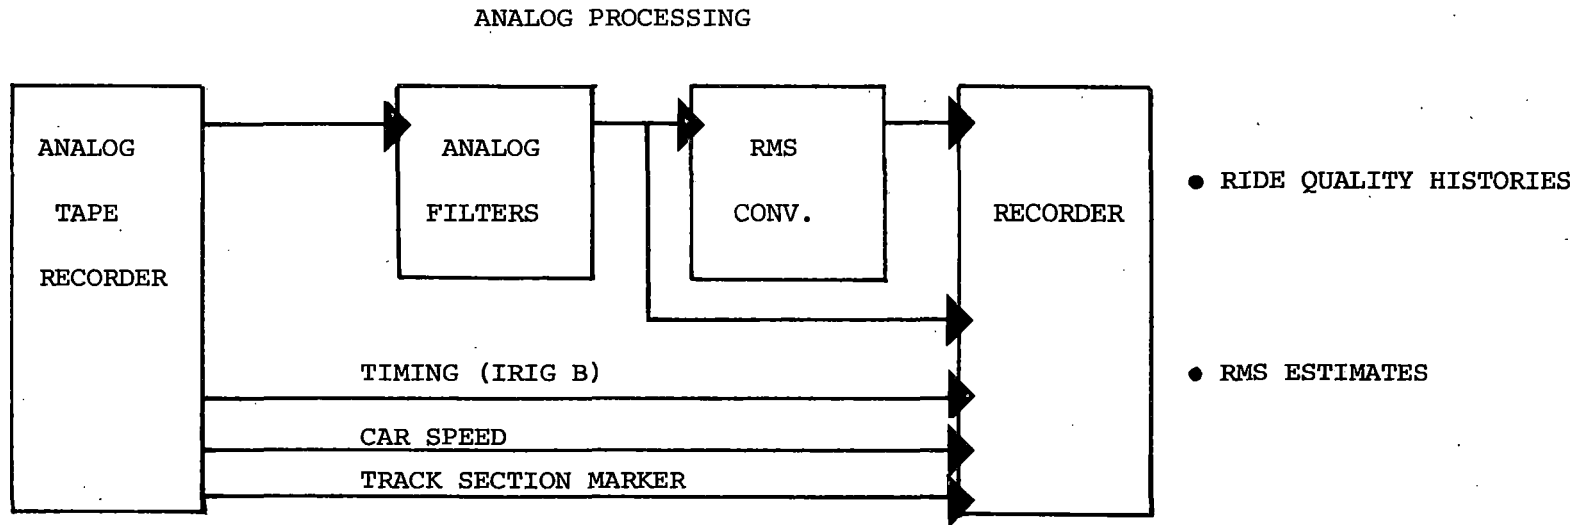 ANALOG PROCESSING
ANALOG
TAPE
RECORDER
ANALOG
FILTERS
RMS
CONV.
RECORDER
TIMING (IRIG B)
CAR SPEED
TRACK SECTION MARKER
● RIDE QUALITY HISTORIES
● RMS ESTIMATES